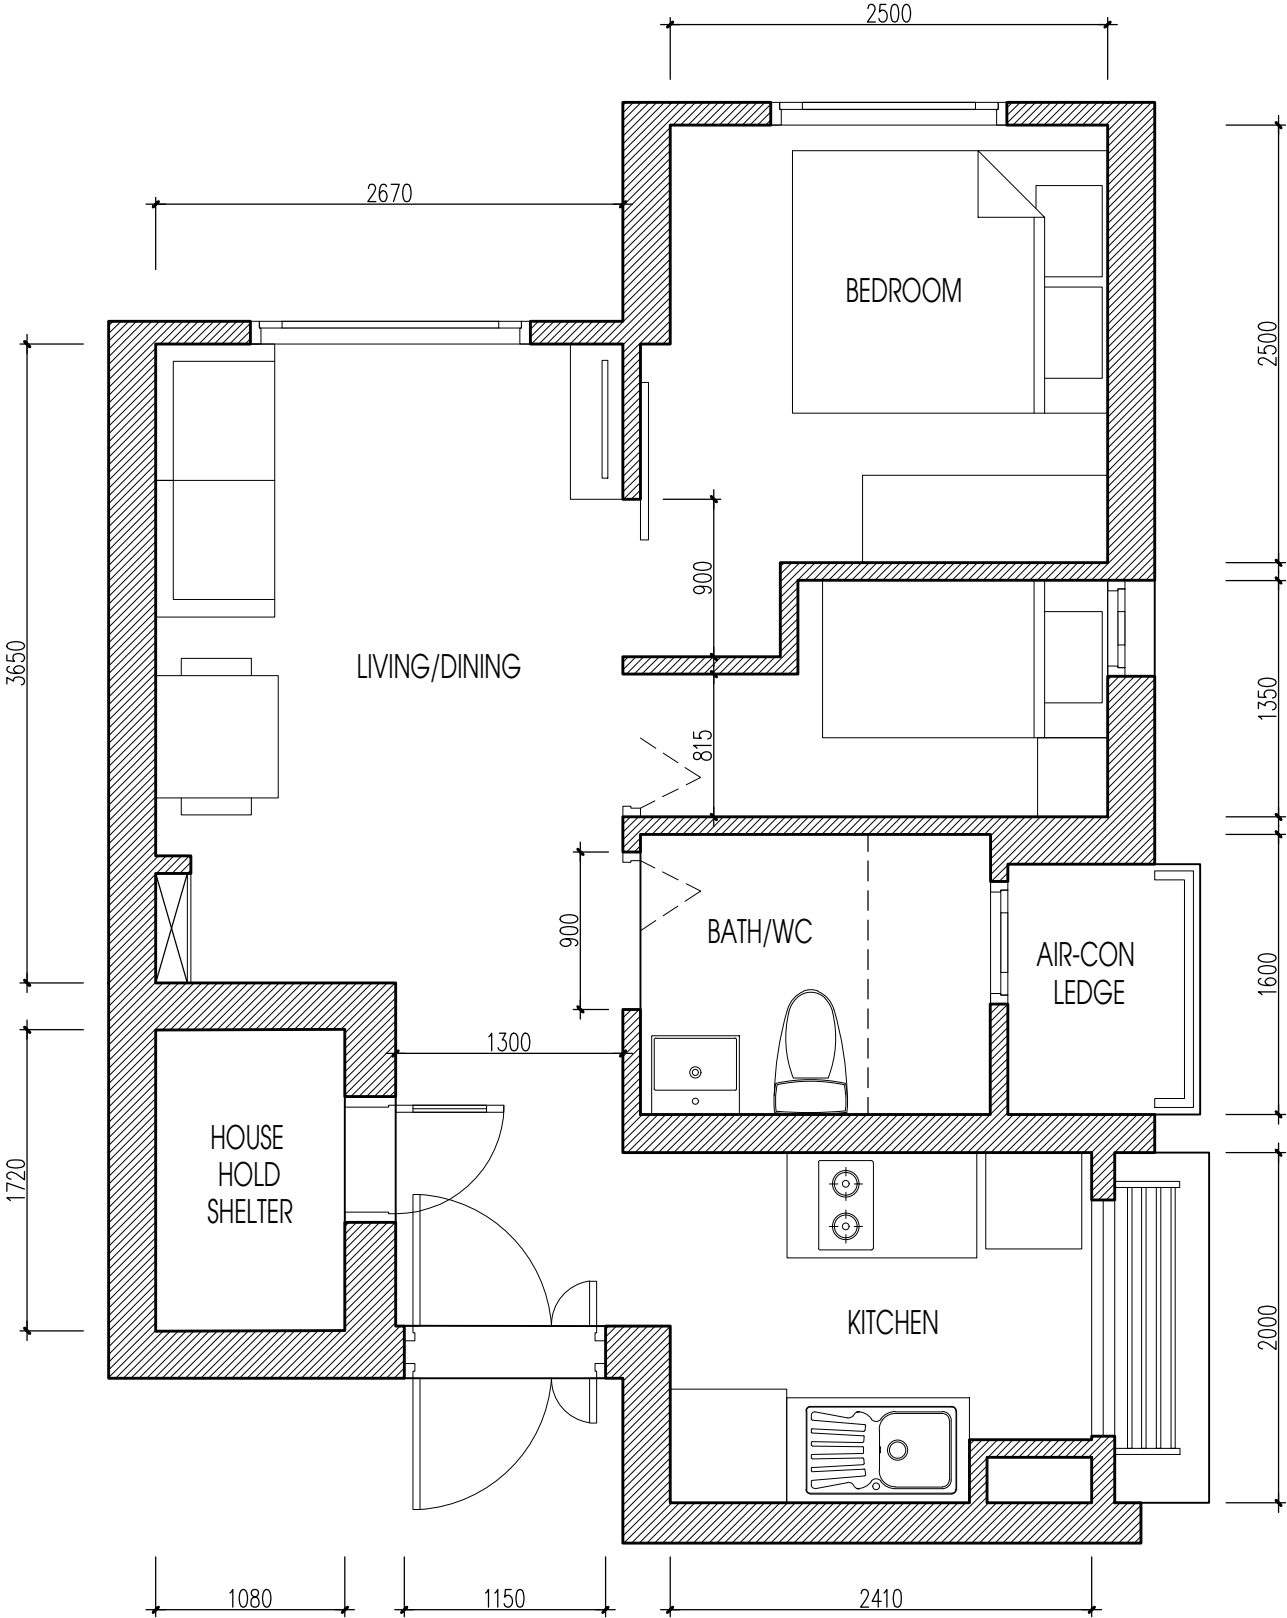 2500
2670
BEDROOM
2500
900
3650
LIVING/DINING
1350
815
900
BATH/WC
AIR-CON
LEDGE
1600
1300
HOUSE
HOLD
SHELTER
1720
KITCHEN
2000
1080
1150
2410